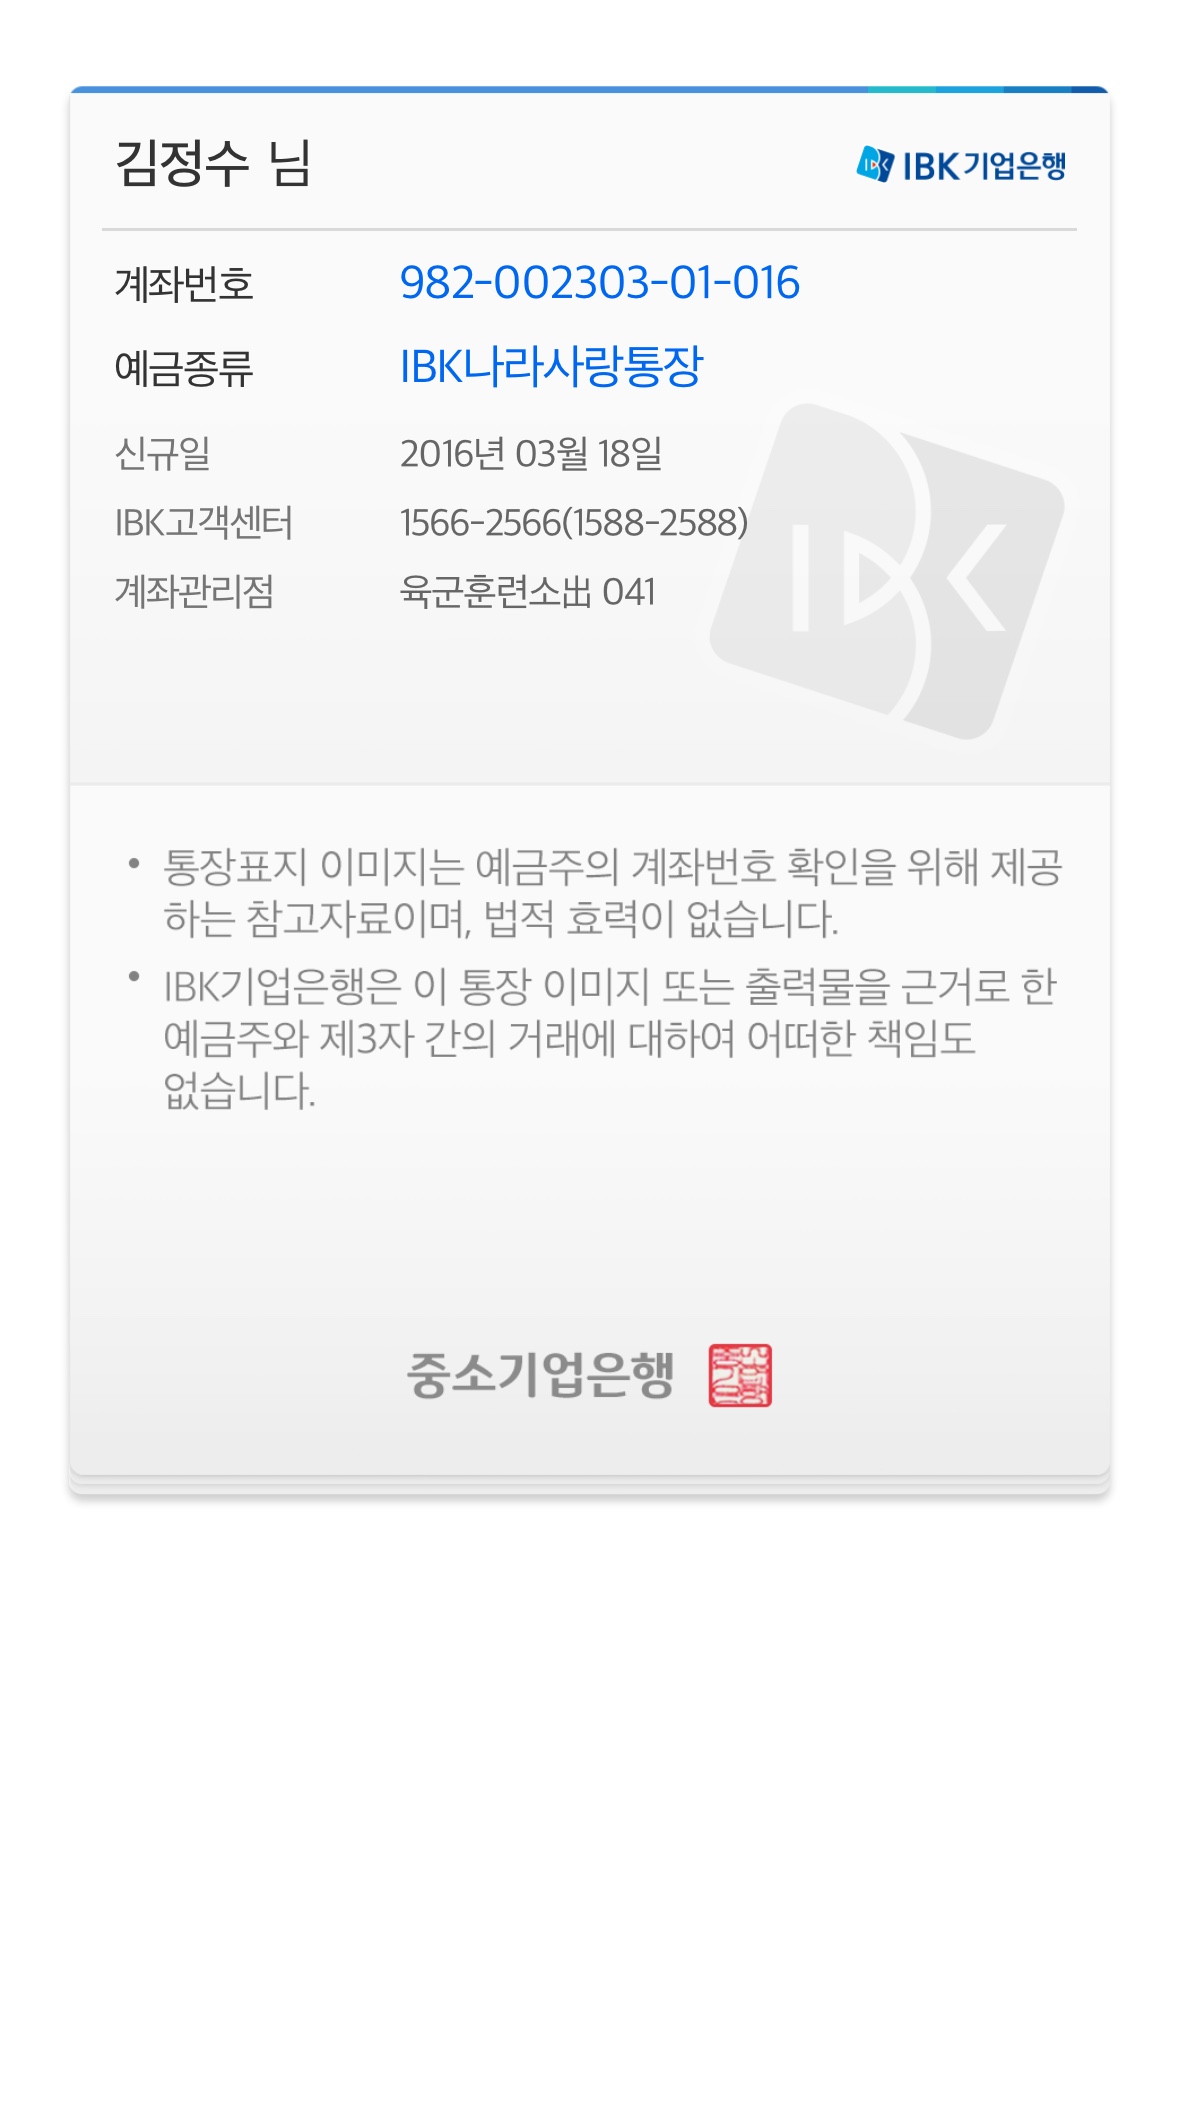 김정수 님
IBK기업은행
계좌번호 982-002303-01-016
예금종류 IBK나라사랑통장
신규일 2016년 03월 18일
IBK고객센터 1566-2566(1588-2588)
계좌관리점 육군훈련소出 041
IBK
• 통장표지 이미지는 예금주의 계좌번호 확인을 위해 제공
하는 참고자료이며, 법적 효력이 없습니다.
• IBK기업은행은 이 통장 이미지 또는 출력물을 근거로 한
예금주와 제3자 간의 거래에 대하여 어떠한 책임도
없습니다.
중소기업은행